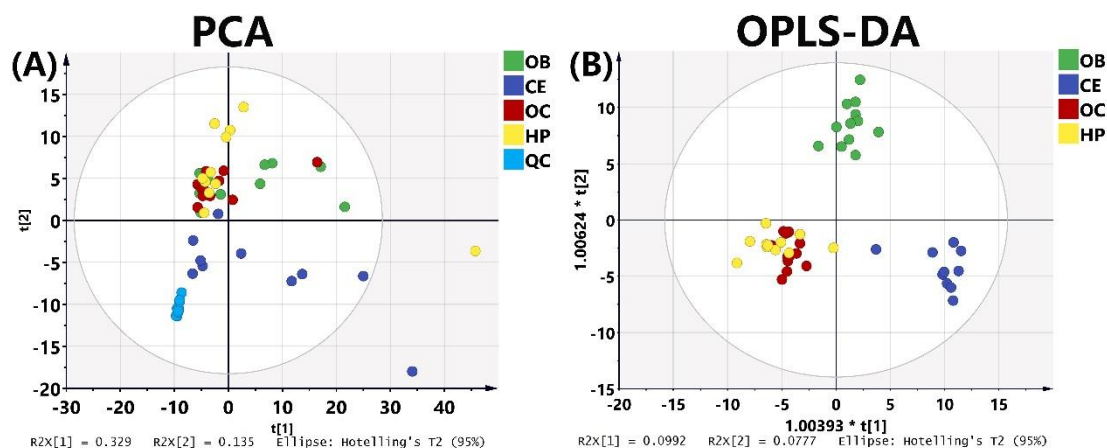 PCA
(A)
OB
CE
OC
HP
QC
15
10
5
0
-5
-10
-15
-20
t[2]
-30
-20
-10
0
10
20
30
40
t[1]
R2X[1] = 0.329 R2X[2] = 0.135 Ellipse: Hotelling's T2 (95%)
OPLS-DA
(B)
OB
CE
OC
HP
10
5
0
-5
-10
-15
1.00624 * t[2]
-15
-10
-5
0
5
10
15
1.00393 * t[1]
R2X[1] = 0.0992 R2X[2] = 0.0777 Ellipse: Hotelling's T2 (95%)